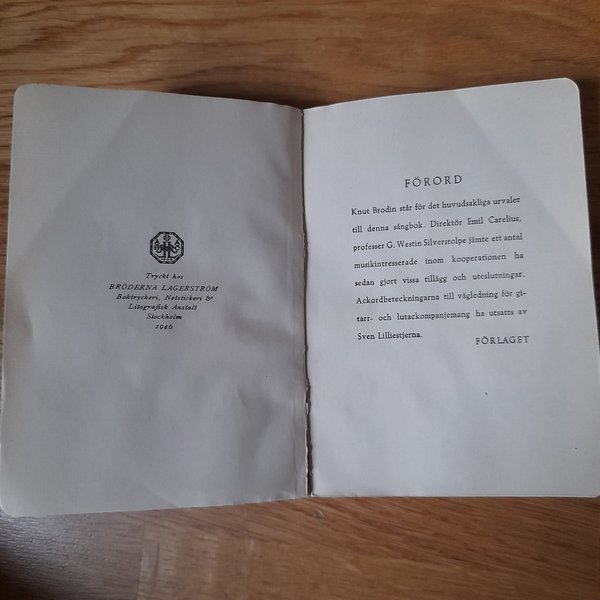 Tryckt hos
BRÖDERNA LAGERSTRÖM
Boktryckeri, Notstickeri &
Litografisk Anstalt
Stockholm
1946
FÖRORD
Knut Brodin står för det huvudsakliga urvalet
till denna sångbok. Direktör Emil Carelius,
professer G. Westin Silverstolpe jämte ett antal
musikintresserade inom kooperationen ha
sedan gjort vissa tillägg och uteslutningar.
Ackordbeteckningarna till vägledning för gi-
tarr- och lutackompanjemang ha utsatts av
Sven Lilliestjerna. FÖRLAGET